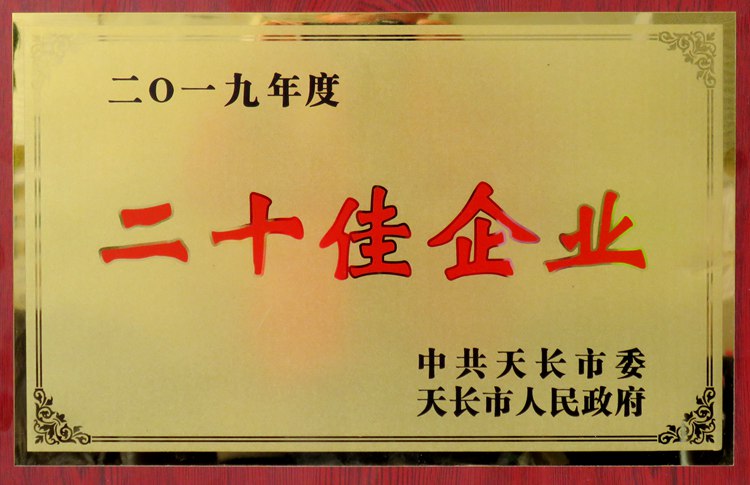 二〇一九年度
二十佳企业
中共天长市委
天长市人民政府